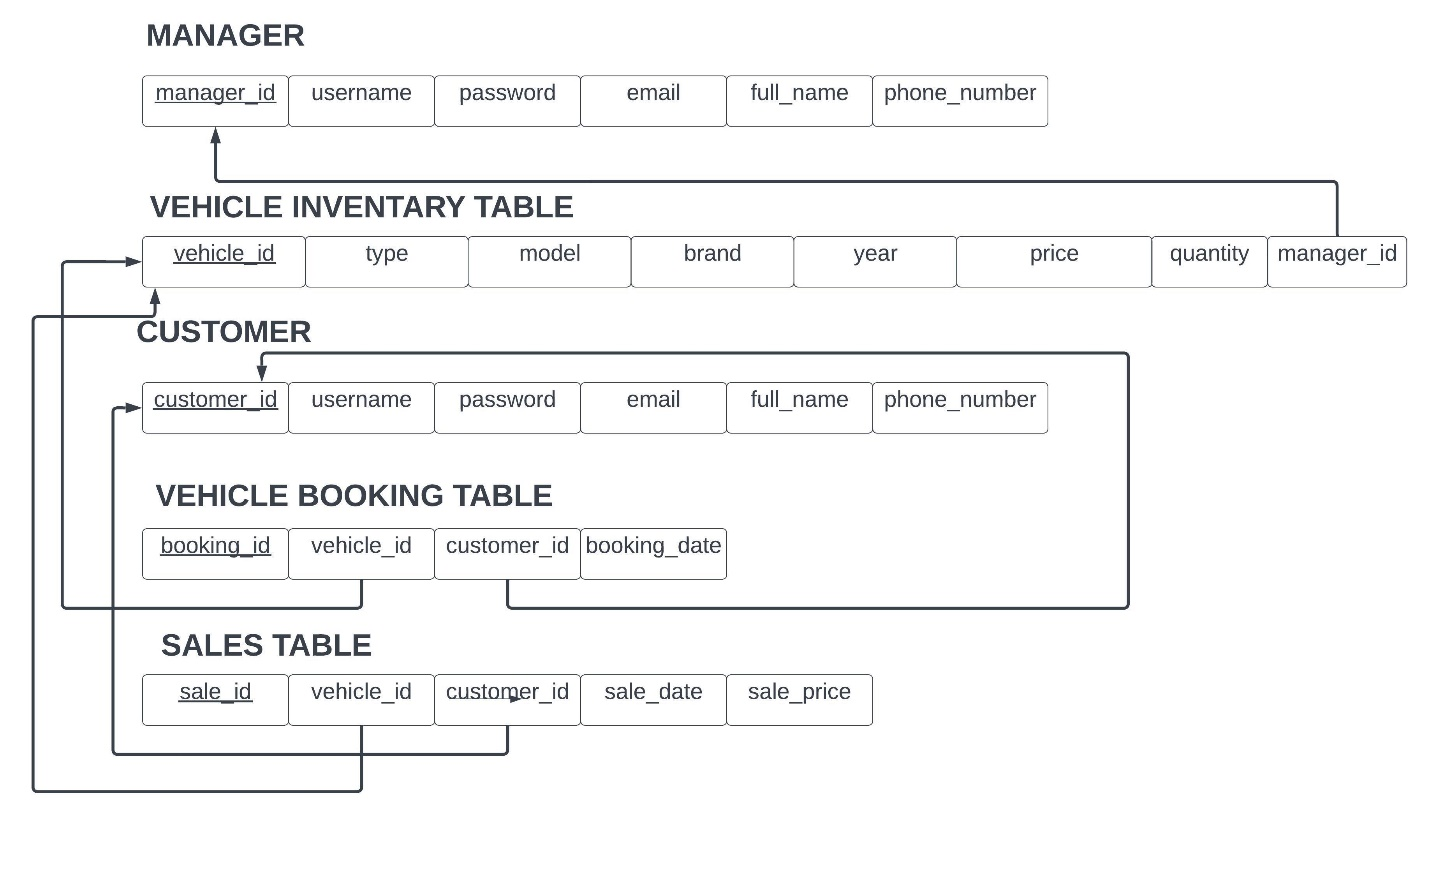 MANAGER
manager_id username password email full_name phone_number
VEHICLE INVENTARY TABLE
vehicle_id type model brand year price quantity manager_id
CUSTOMER
customer_id username password email full_name phone_number
VEHICLE BOOKING TABLE
booking_id vehicle_id customer_id booking_date
SALES TABLE
sale_id vehicle_id customer_id sale_date sale_price